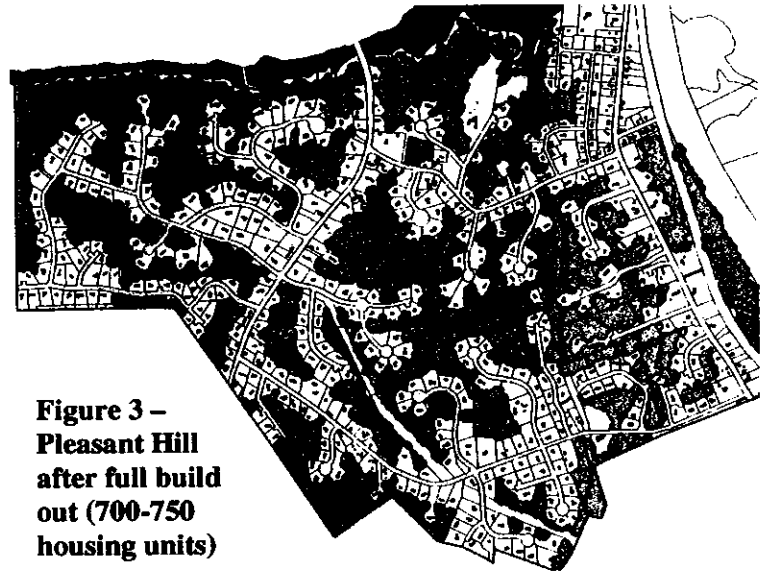 Figure 3 –
Pleasant Hill
after full build
out (700-750
housing units)